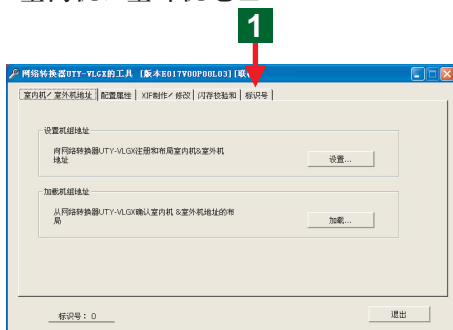 1
网络转换器UTY-VLGX的工具 [版本E017V00P00L03] [联
室内机/室外机地址 配置属性 XIF制作/修改 闪存校验和 标识号
设置机组地址
向网络转换器UTY-VLGX注册和布局室内机&室外机
地址
设置...
加载机组地址
从网络转换器UTY-VLGX确认室内机 &室外机地址的布
局
加载...
标识号: 0
退出